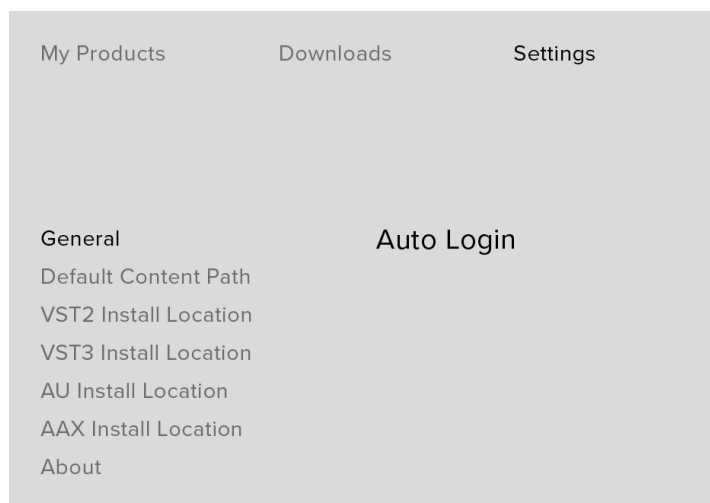 My Products Downloads Settings
General Auto Login
Default Content Path
VST2 Install Location
VST3 Install Location
AU Install Location
AAX Install Location
About